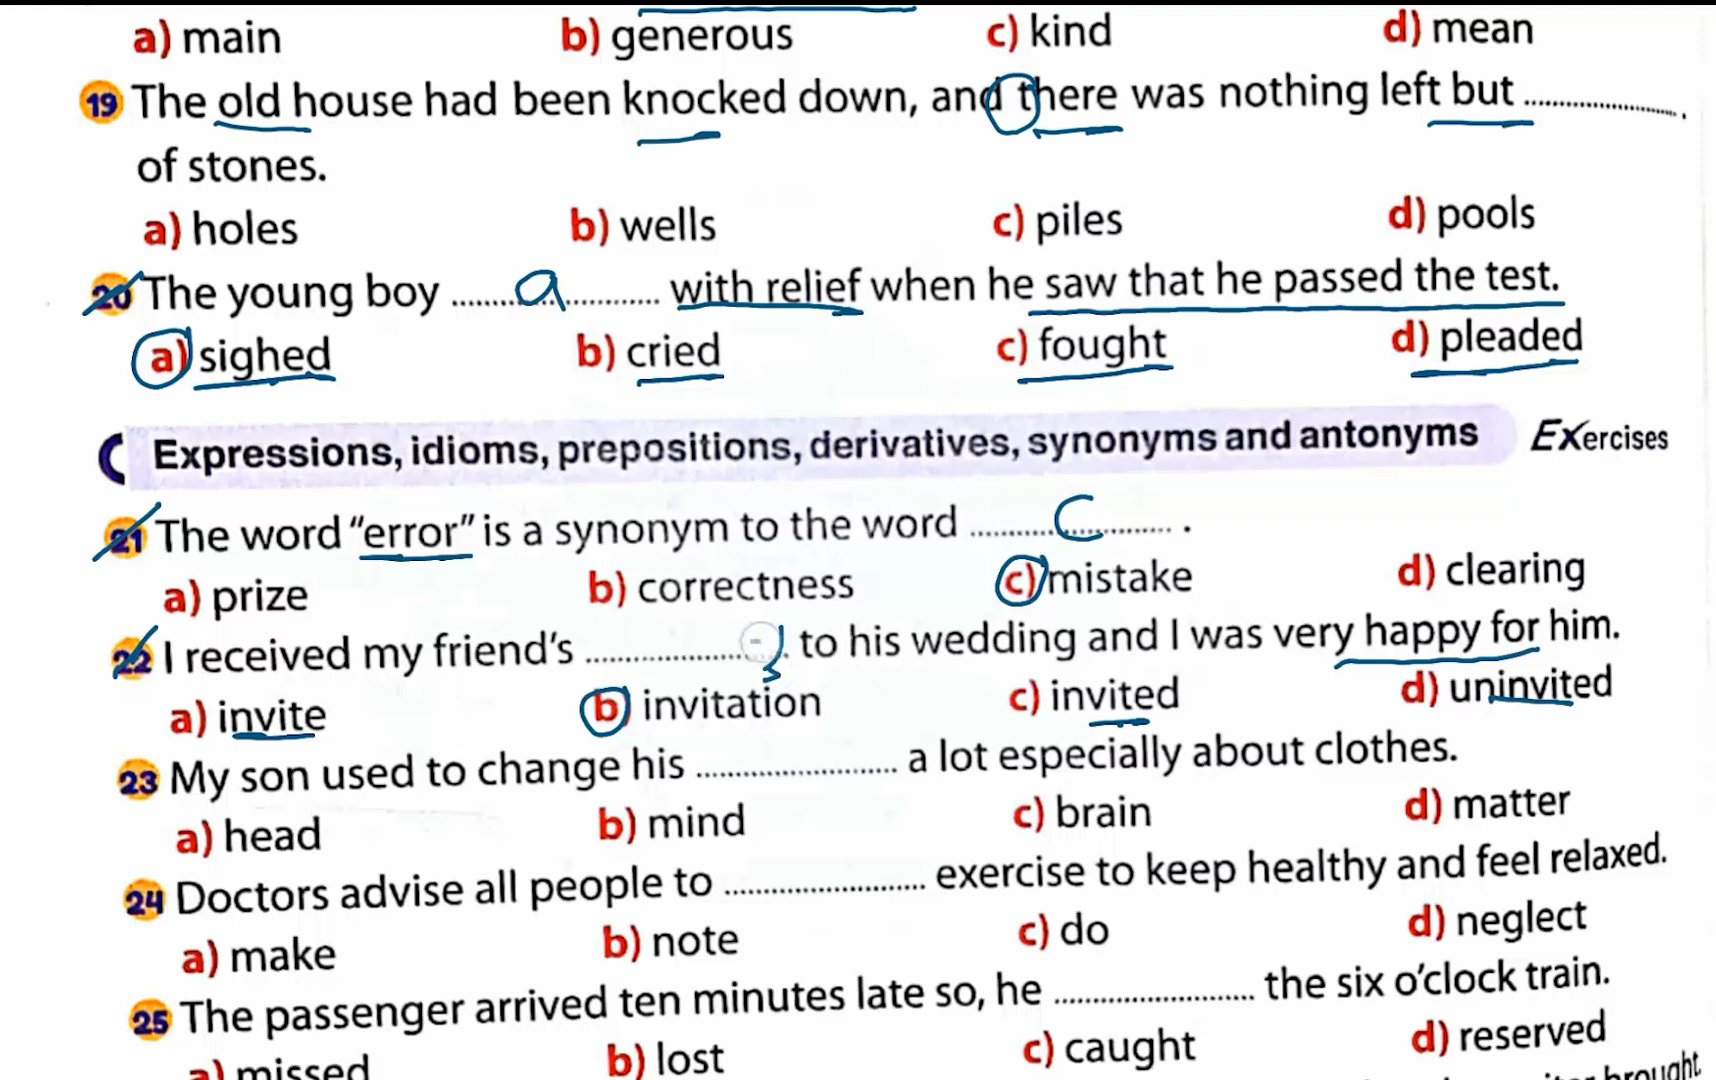 a) main b) generous c) kind d) mean
19 The old house had been knocked down, and there was nothing left but ........................ .
of stones.
a) holes b) wells c) piles d) pools
20 The young boy ........a............ with relief when he saw that he passed the test.
a) sighed b) cried c) fought d) pleaded
Expressions, idioms, prepositions, derivatives, synonyms and antonyms Exercises
21 The word "error" is a synonym to the word ..........C.......... .
a) prize b) correctness c) mistake d) clearing
22 I received my friend's ........................ to his wedding and I was very happy for him.
a) invite b) invitation c) invited d) uninvited
23 My son used to change his ........................ a lot especially about clothes.
a) head b) mind c) brain d) matter
24 Doctors advise all people to ........................ exercise to keep healthy and feel relaxed.
a) make b) note c) do d) neglect
25 The passenger arrived ten minutes late so, he ........................ the six o'clock train.
a) missed b) lost c) caught d) reserved
brought